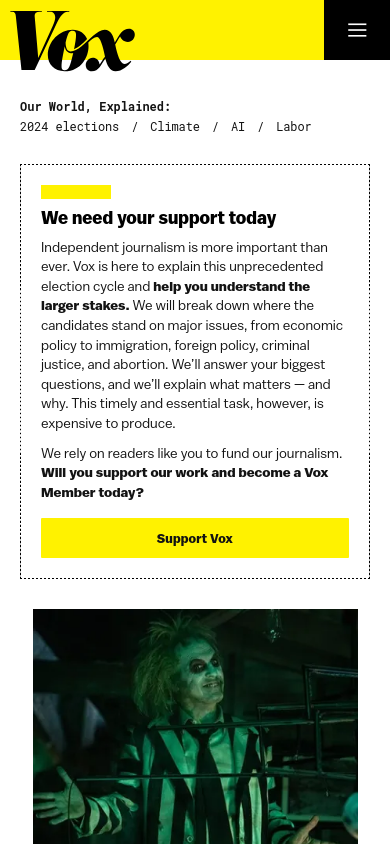 Vox
Our World, Explained:
2024 elections / Climate / AI / Labor
We need your support today
Independent journalism is more important than
ever. Vox is here to explain this unprecedented
election cycle and help you understand the
larger stakes. We will break down where the
candidates stand on major issues, from economic
policy to immigration, foreign policy, criminal
justice, and abortion. We’ll answer your biggest
questions, and we’ll explain what matters — and
why. This timely and essential task, however, is
expensive to produce.
We rely on readers like you to fund our journalism.
Will you support our work and become a Vox
Member today?
Support Vox